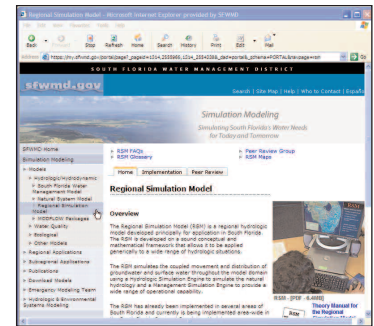 Regional Simulation Model - Microsoft Internet Explorer provided by SFWMD
Back Forward Stop Refresh Home Search History Print Edit Mail
SOUTH FLORIDA WATER MANAGEMENT DISTRICT
sfwmd.gov
Search | Site Map | Help | Who to Contact | Español
Simulation Modeling
Simulating South Florida's Water Needs
for Today and Tomorrow
SFWMD Home
Simulation Modeling
Models
Hydrologic/Hydrodynamic
South Florida Water
Management Model
Natural System Model
Regional Simulation
Model
MODFLOW Packages
Water Quality
Ecological
Other Models
Regional Applications
Subregional Applications
Publications
Download Models
Emergency Modeling Team
Hydrologic & Environmental
Systems Modeling
RSM FAQs
RSM Glossary
Peer Review Group
RSM Maps
Home Implementation Peer Review
Regional Simulation Model
Overview
The Regional Simulation Model (RSM) is a regional hydrologic
model developed principally for application in South Florida.
The RSM is developed on a sound conceptual and
mathematical framework that allows it to be applied
generically to a wide range of hydrologic situations.
The RSM simulates the coupled movement and distribution of
groundwater and surface water throughout the model domain
using a Hydrologic Simulation Engine to simulate the natural
hydrology and a Management Simulation Engine to provide a
wide range of operational capability.
The RSM has already been implemented in several areas of
South Florida and currently is being implemented area-wide in
RSM - [PDF -6.4MB]
RSM
Theory Manual for
the Regional